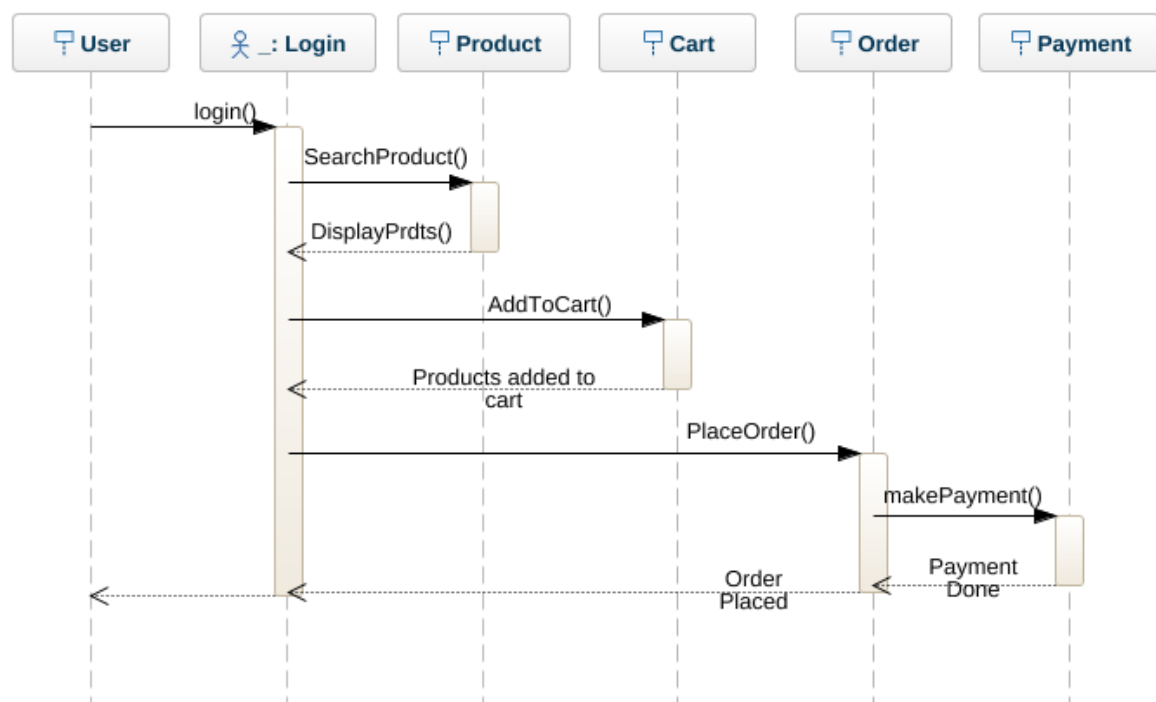 User
_: Login
Product
Cart
Order
Payment
login()
SearchProduct()
DisplayPrdts()
AddToCart()
Products added to
cart
PlaceOrder()
makePayment()
Payment
Done
Order
Placed